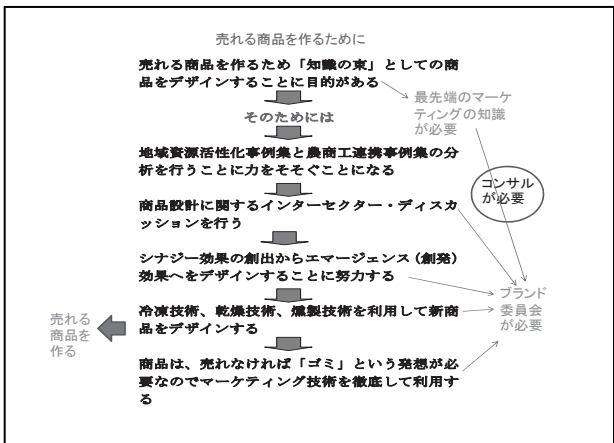 売れる商品を作るために
売れる商品を作るため「知識の束」としての商
品をデザインすることに目的がある
最先端のマーケ
ティングの知識
が必要
そのためには
地域資源活性化事例集と農商工連携事例集の分
析を行うことに力をそそぐことになる
コンサル
が必要
商品設計に関するインターセクター・ディスカ
ッションを行う
シナジー効果の創出からエマージェンス(創発)
効果へをデザインすることに努力する
ブランド
委員会
が必要
冷凍技術、乾燥技術、燻製技術を利用して新商
品をデザインする
売れる
商品を
作る
商品は、売れなければ「ゴミ」という発想が必
要なのでマーケティング技術を徹底して利用す
る